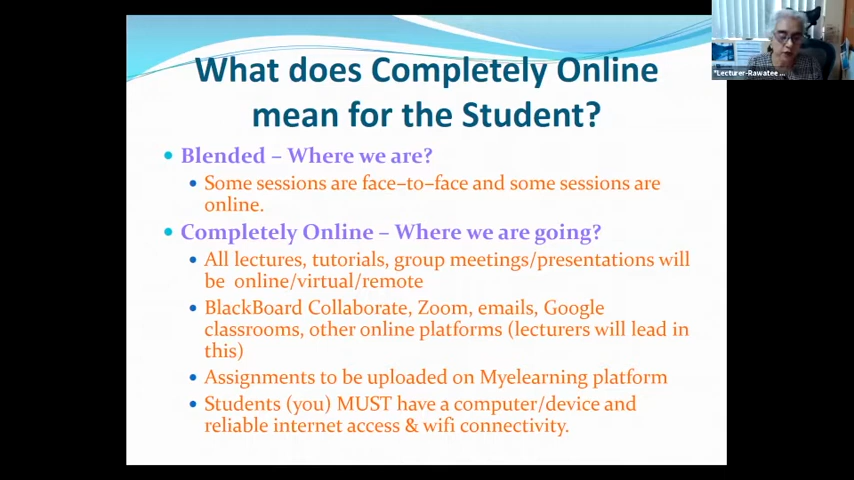 What does Completely Online
mean for the Student?
Blended – Where we are?
Some sessions are face–to–face and some sessions are
online.
Completely Online – Where we are going?
All lectures, tutorials, group meetings/presentations will
be online/virtual/remote
BlackBoard Collaborate, Zoom, emails, Google
classrooms, other online platforms (lecturers will lead in
this)
Assignments to be uploaded on Myelearning platform
Students (you) MUST have a computer/device and
reliable internet access & wifi connectivity.
*Lecturer-Rawatee ...